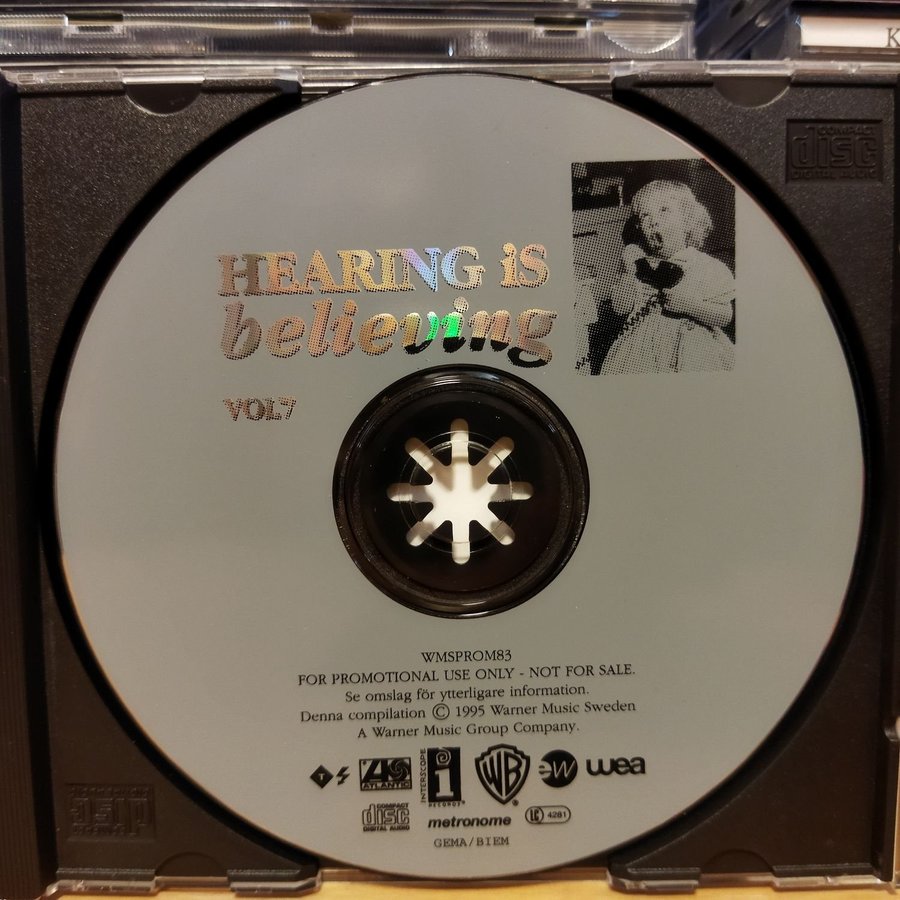 K
COMPACT
disc
DIGITAL AUDIO
HEARING iS
believing
VOL7
WMSPROM83
FOR PROMOTIONAL USE ONLY - NOT FOR SALE.
Se omslag för ytterligare information.
Denna compilation © 1995 Warner Music Sweden
A Warner Music Group Company.
T
A
ATLANTIC
INTERSCOPE
i
RECORDS
WB
®
eW
wea
COMPACT
disc
DIGITAL AUDIO
metronome
LC 4281
GEMA/BIEM